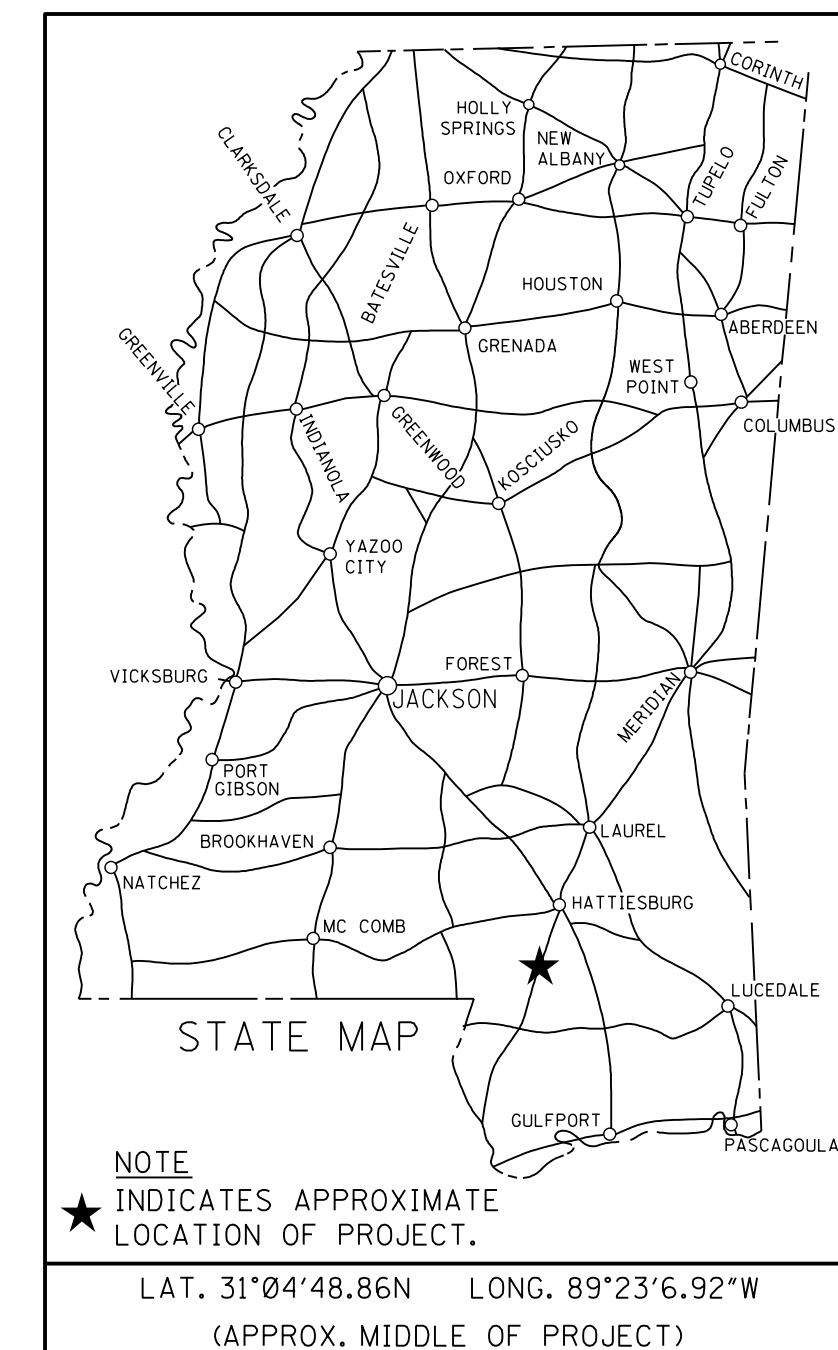 CORINTH
HOLLY
SPRINGS
NEW
ALBANY
CLARKSDALE
OXFORD
TUPELO
FULTON
BATESVILLE
HOUSTON
ABERDEEN
GREENVILLE
GRENADA
WEST
POINT
COLUMBUS
INDIANOLA
GREENWOOD
KOSCIUSKO
YAZOO
CITY
VICKSBURG
FOREST
JACKSON
MERIDIAN
PORT
GIBSON
BROOKHAVEN
LAUREL
NATCHEZ
HATTIESBURG
MC COMB
LUCEDALE
STATE MAP
GULFPORT
PASCAGOULA
NOTE
INDICATES APPROXIMATE
LOCATION OF PROJECT.
LAT. 31°04'48.86N LONG. 89°23'6.92"W
(APPROX. MIDDLE OF PROJECT)